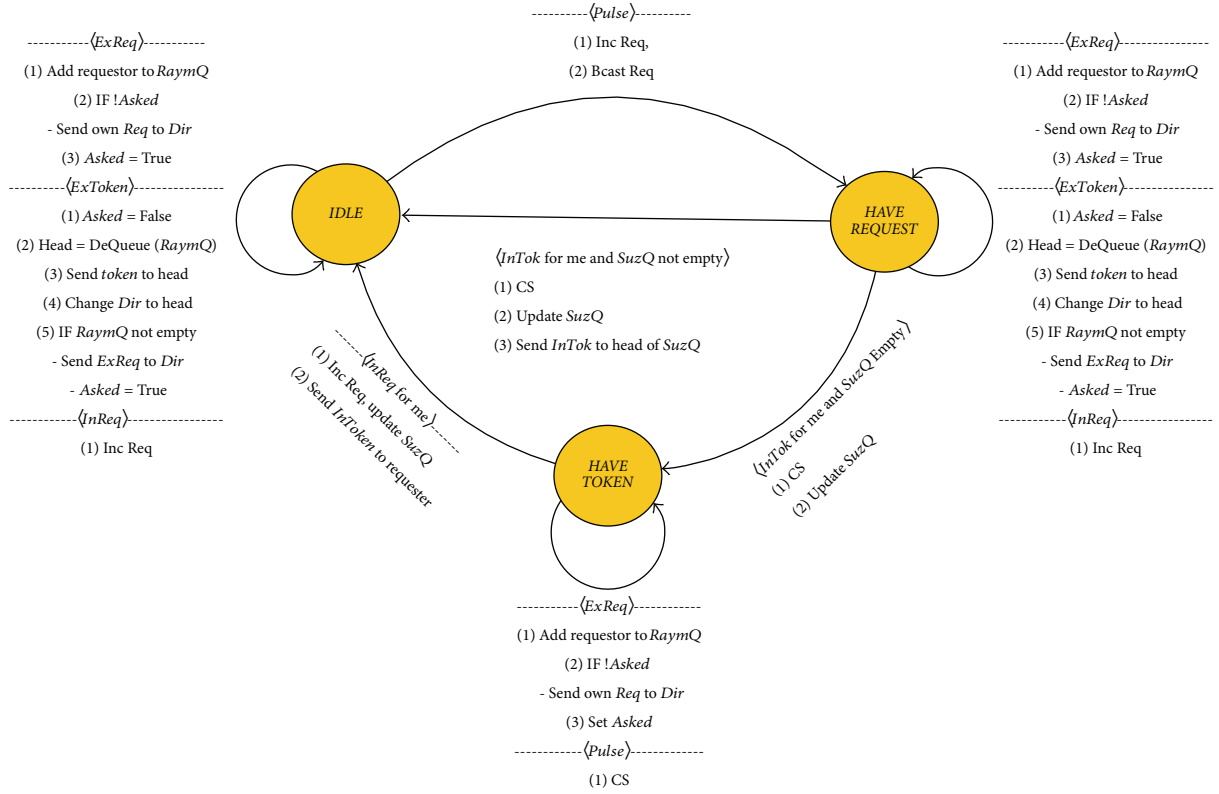 ------------⟨Pulse⟩-----------
(1) Inc Req,
(2) Bcast Req
-----------⟨ExReq⟩-----------
(1) Add requestor to RaymQ
(2) IF !Asked
- Send own Req to Dir
(3) Asked = True
--------------⟨ExToken⟩--------------
(1) Asked = False
(2) Head = DeQueue (RaymQ)
(3) Send token to head
(4) Change Dir to head
(5) IF RaymQ not empty
- Send ExReq to Dir
- Asked = True
------------⟨InReq⟩----------------
(1) Inc Req
-----------⟨ExReq⟩----------------
(1) Add requestor to RaymQ
(2) IF !Asked
- Send own Req to Dir
(3) Asked = True
--------------⟨ExToken⟩--------------
(1) Asked = False
(2) Head = DeQueue (RaymQ)
(3) Send token to head
(4) Change Dir to head
(5) IF RaymQ not empty
- Send ExReq to Dir
- Asked = True
------------⟨InReq⟩----------------
(1) Inc Req
IDLE
HAVE
REQUEST
⟨InTok for me and SuzQ not empty⟩
(1) CS
(2) Update SuzQ
(3) Send InTok to head of SuzQ
------⟨InReq for me⟩------
(1) Inc Req, update SuzQ
(2) Send InToken to requester
⟨InTok for me and SuzQ Empty⟩
(1) CS
(2) Update SuzQ
HAVE
TOKEN
-----------⟨ExReq⟩------------
(1) Add requestor to RaymQ
(2) IF !Asked
- Send own Req to Dir
(3) Set Asked
------------⟨Pulse⟩-------------
(1) CS